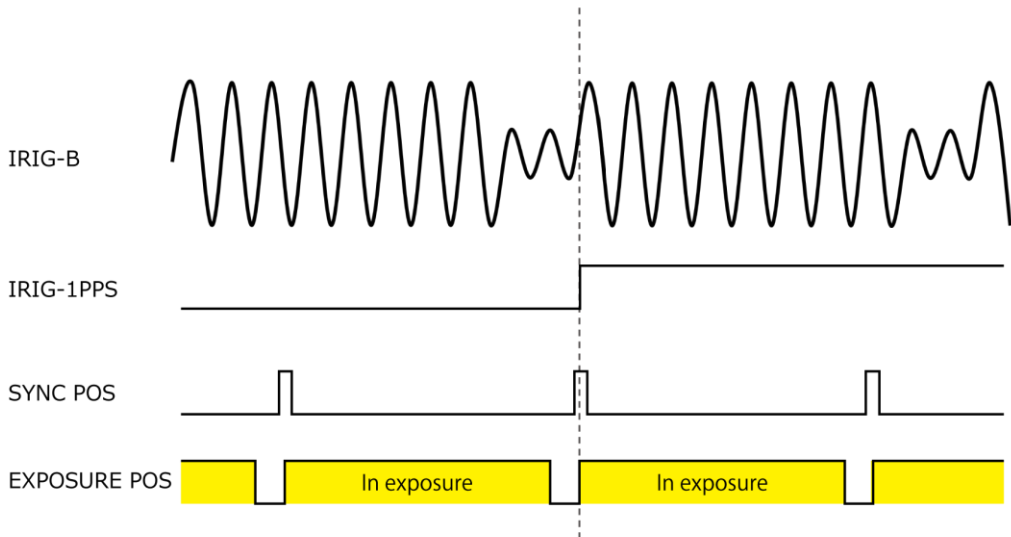 IRIG-B
IRIG-1PPS
SYNC POS
EXPOSURE POS
In exposure
In exposure